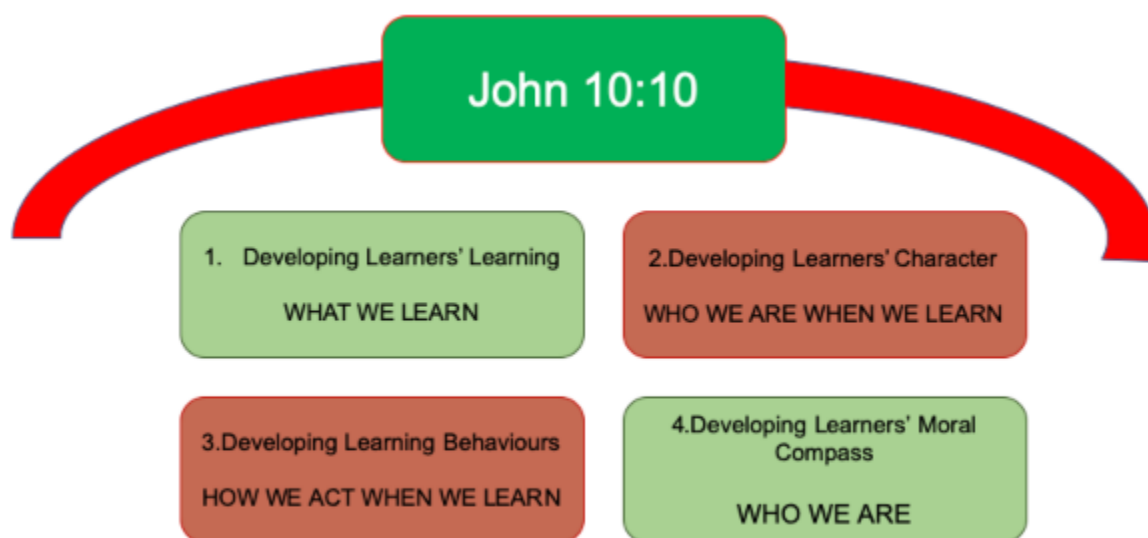 John 10:10
1. Developing Learners' Learning
WHAT WE LEARN
2.Developing Learners' Character
WHO WE ARE WHEN WE LEARN
3.Developing Learning Behaviours
HOW WE ACT WHEN WE LEARN
4.Developing Learners' Moral
Compass
WHO WE ARE